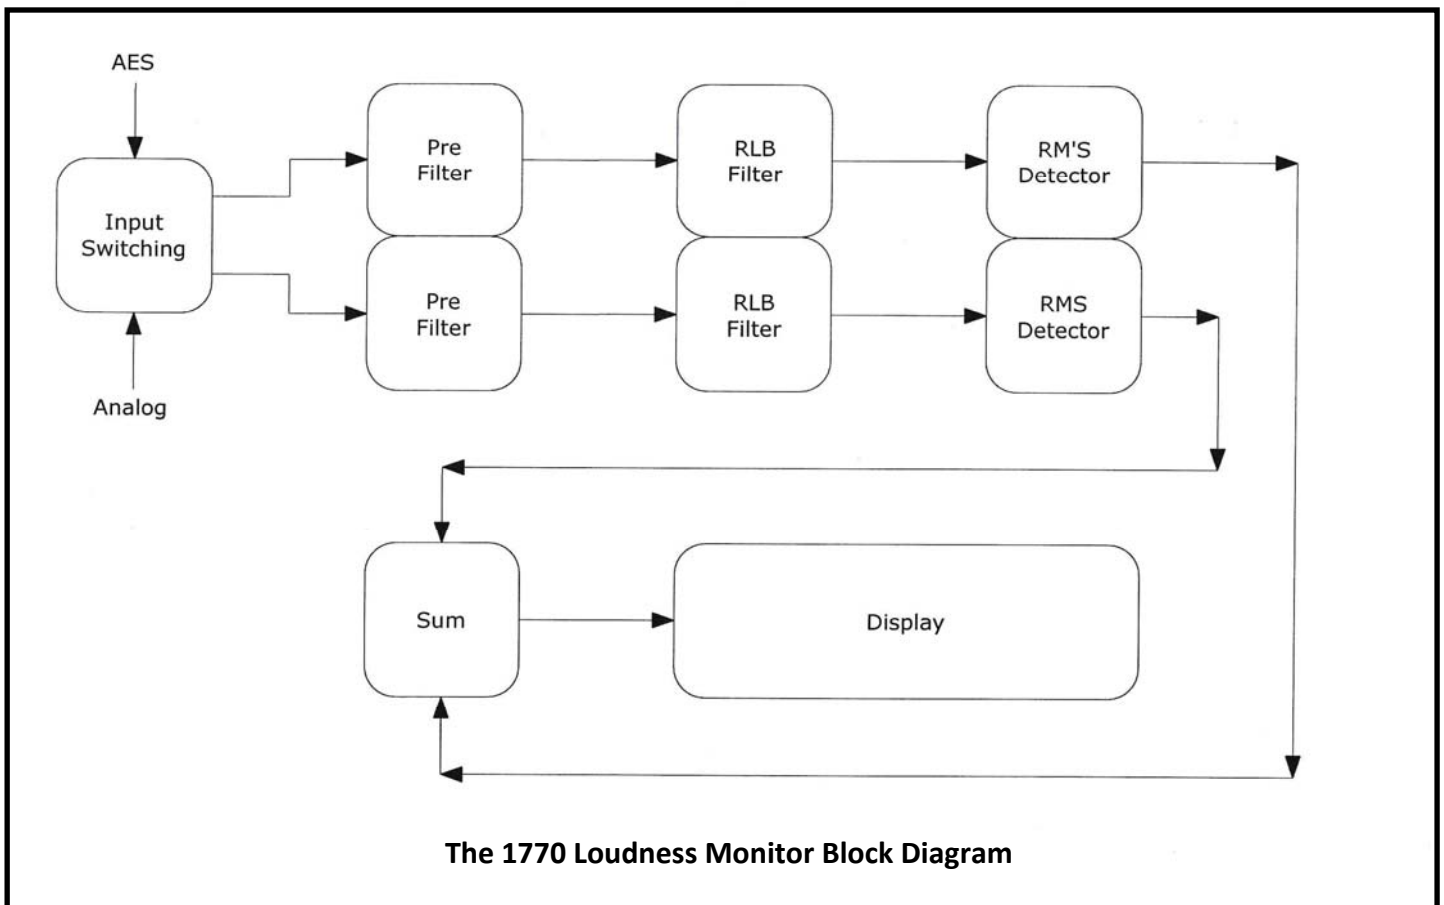 AES
Input
Switching
Analog
Pre
Filter
RLB
Filter
RM'S
Detector
Pre
Filter
RLB
Filter
RMS
Detector
Sum
Display
The 1770 Loudness Monitor Block Diagram